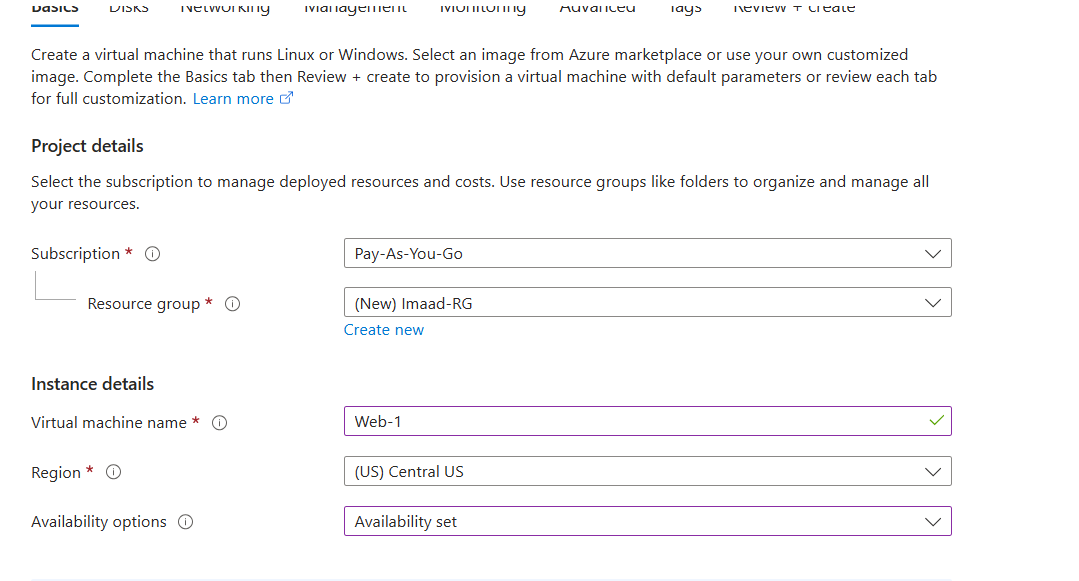 Basics Disks Networking Management Monitoring Advanced Tags Review + create
Create a virtual machine that runs Linux or Windows. Select an image from Azure marketplace or use your own customized
image. Complete the Basics tab then Review + create to provision a virtual machine with default parameters or review each tab
for full customization. Learn more
Project details
Select the subscription to manage deployed resources and costs. Use resource groups like folders to organize and manage all
your resources.
Subscription * Pay-As-You-Go
Resource group * (New) Imaad-RG
Create new
Instance details
Virtual machine name * Web-1
Region * (US) Central US
Availability options Availability set